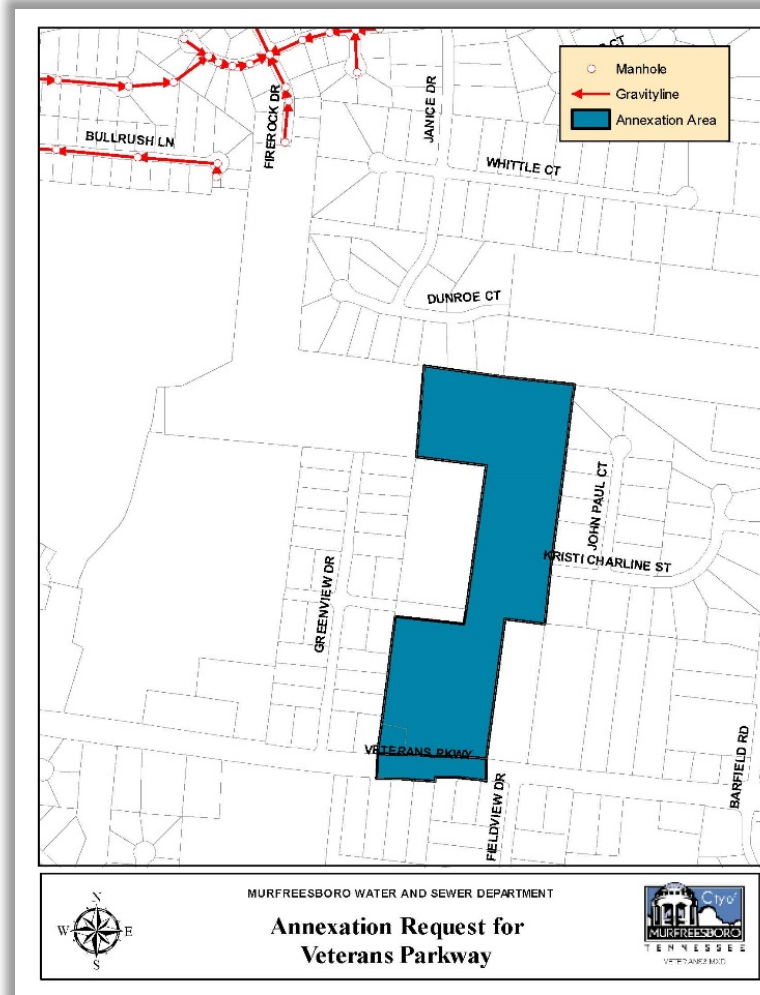 CT
Manhole
Gravityline
Annexation Area
BULLRUSH LN
FIREROCK DR
JANICE DR
WHITTLE CT
DUNROE CT
JOHN PAUL CT
KRISTI CHARLINE ST
GREENVIEW DR
VETERANS PKWY
FIELDVIEW DR
BARFIELD RD
N
W
E
S
MURFREESBORO WATER AND SEWER DEPARTMENT
Annexation Request for
Veterans Parkway
City of
MURFREESBORO
TENNESSEE